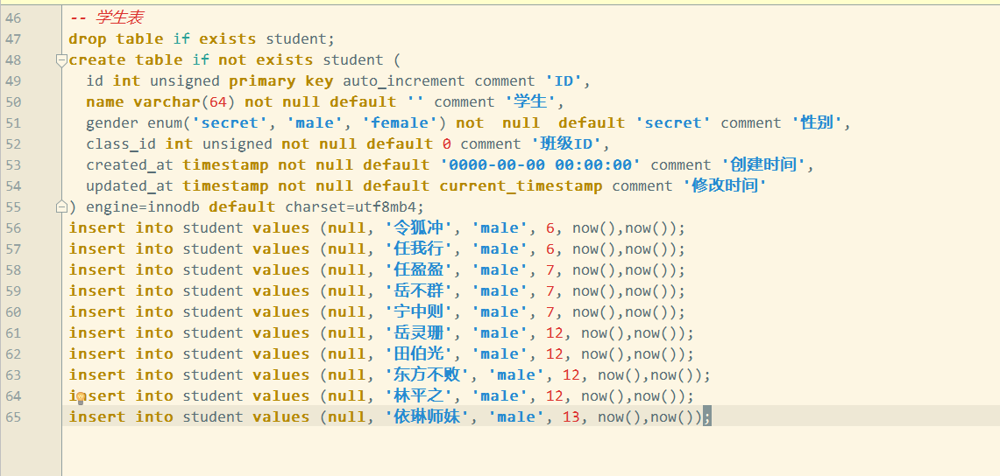 46 -- 学生表
47 drop table if exists student;
48 create table if not exists student (
49 id int unsigned primary key auto_increment comment 'ID',
50 name varchar(64) not null default '' comment '学生',
51 gender enum('secret', 'male', 'female') not  null  default 'secret' comment '性别',
52 class_id int unsigned not null default 0 comment '班级ID',
53 created_at timestamp not null default '0000-00-00 00:00:00' comment '创建时间',
54 updated_at timestamp not null default current_timestamp comment '修改时间'
55 ) engine=innodb default charset=utf8mb4;
56 insert into student values (null, '令狐冲', 'male', 6, now(),now());
57 insert into student values (null, '任我行', 'male', 6, now(),now());
58 insert into student values (null, '任盈盈', 'male', 7, now(),now());
59 insert into student values (null, '岳不群', 'male', 7, now(),now());
60 insert into student values (null, '宁中则', 'male', 7, now(),now());
61 insert into student values (null, '岳灵珊', 'male', 12, now(),now());
62 insert into student values (null, '田伯光', 'male', 12, now(),now());
63 insert into student values (null, '东方不败', 'male', 12, now(),now());
64 insert into student values (null, '林平之', 'male', 12, now(),now());
65 insert into student values (null, '依琳师妹', 'male', 13, now(),now());